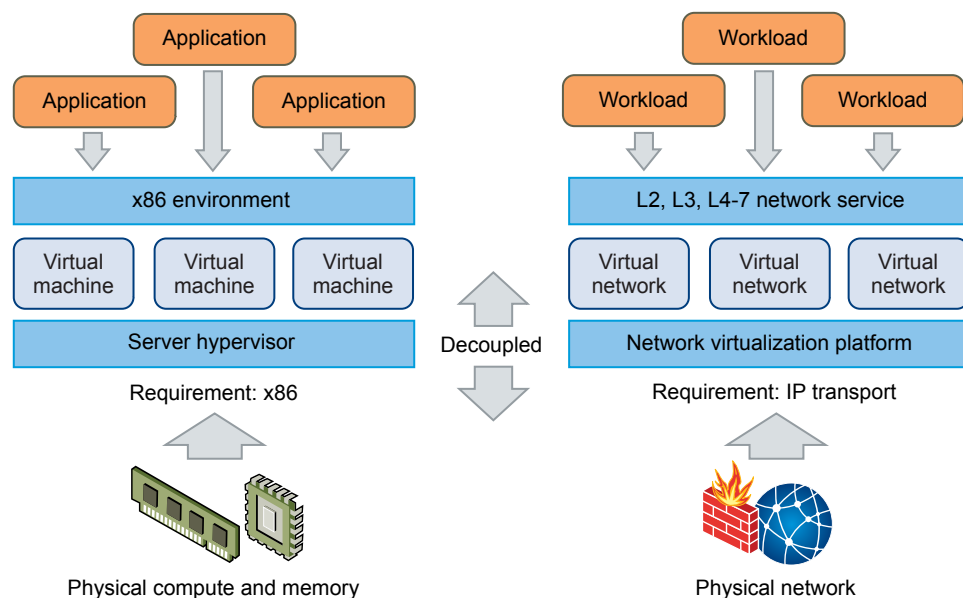 Application
Application
Application
x86 environment
Virtual
machine
Virtual
machine
Virtual
machine
Server hypervisor
Requirement: x86
Physical compute and memory
Decoupled
Workload
Workload
Workload
L2, L3, L4-7 network service
Virtual
network
Virtual
network
Virtual
network
Network virtualization platform
Requirement: IP transport
Physical network